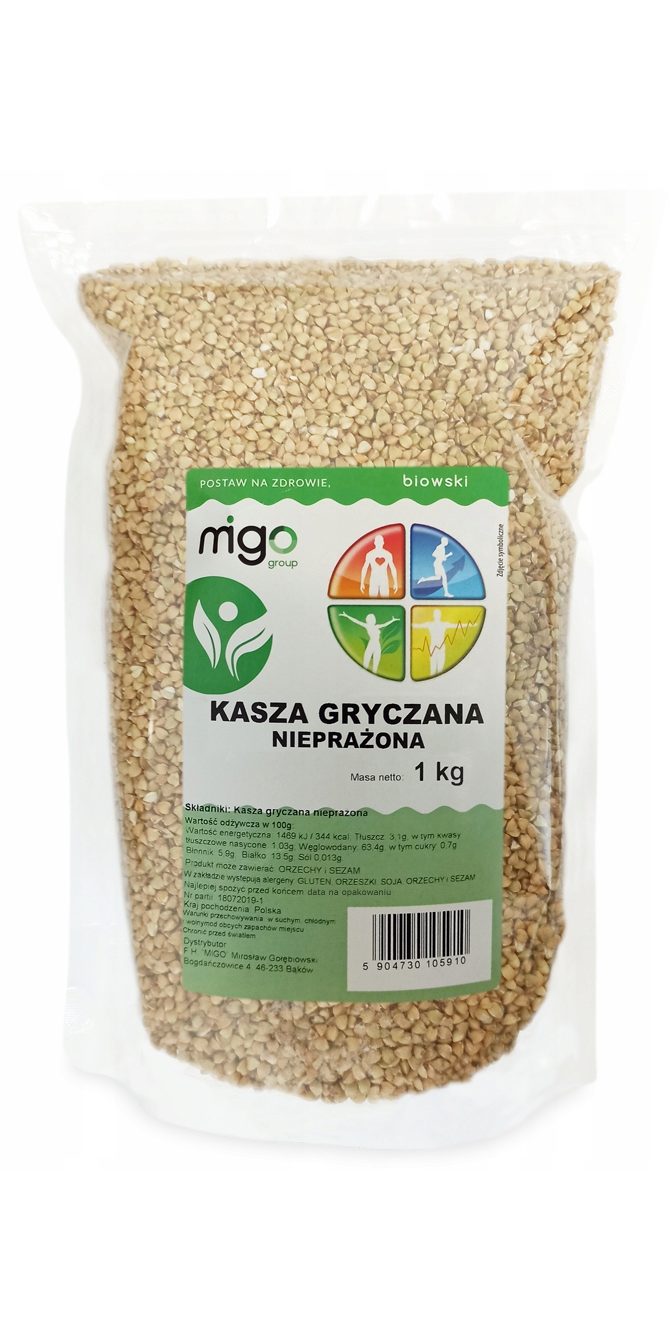 POSTAW NA ZDROWIE,
biowski
migo
group
Zdjęcie symboliczne
KASZA GRYCZANA
NIEPRAŻONA
Masa netto: 1 kg
Składniki: Kasza gryczana nieprażona
Wartość odżywcza w 100g:
Wartość energetyczna: 1469 kJ / 344 kcal. Tłuszcz: 3,1g, w tym kwasy
tłuszczowe nasycone: 1.03g, Węglowodany: 63.4g, w tym cukry: 0.7g
Błonnik: 5.9g Białko: 13.5g, Sól 0.013g
Produkt może zawierać: ORZECHY i SEZAM
W zakładzie występują alergeny: GLUTEN, ORZESZKI, SOJA, ORZECHY i SEZAM
Najlepiej spożyć przed końcem: data na opakowaniu
Nr partii: 18072019-1
Kraj pochodzenia: Polska
Warunki przechowywania: w suchym, chłodnym
i wolnym od obcych zapachów miejscu
Chronić przed światłem
Dystrybutor
F.H. "MIGO" Mirosław Gołębiowski
Bogdańczowice 4, 46-233 Bąków
5 904730 105910